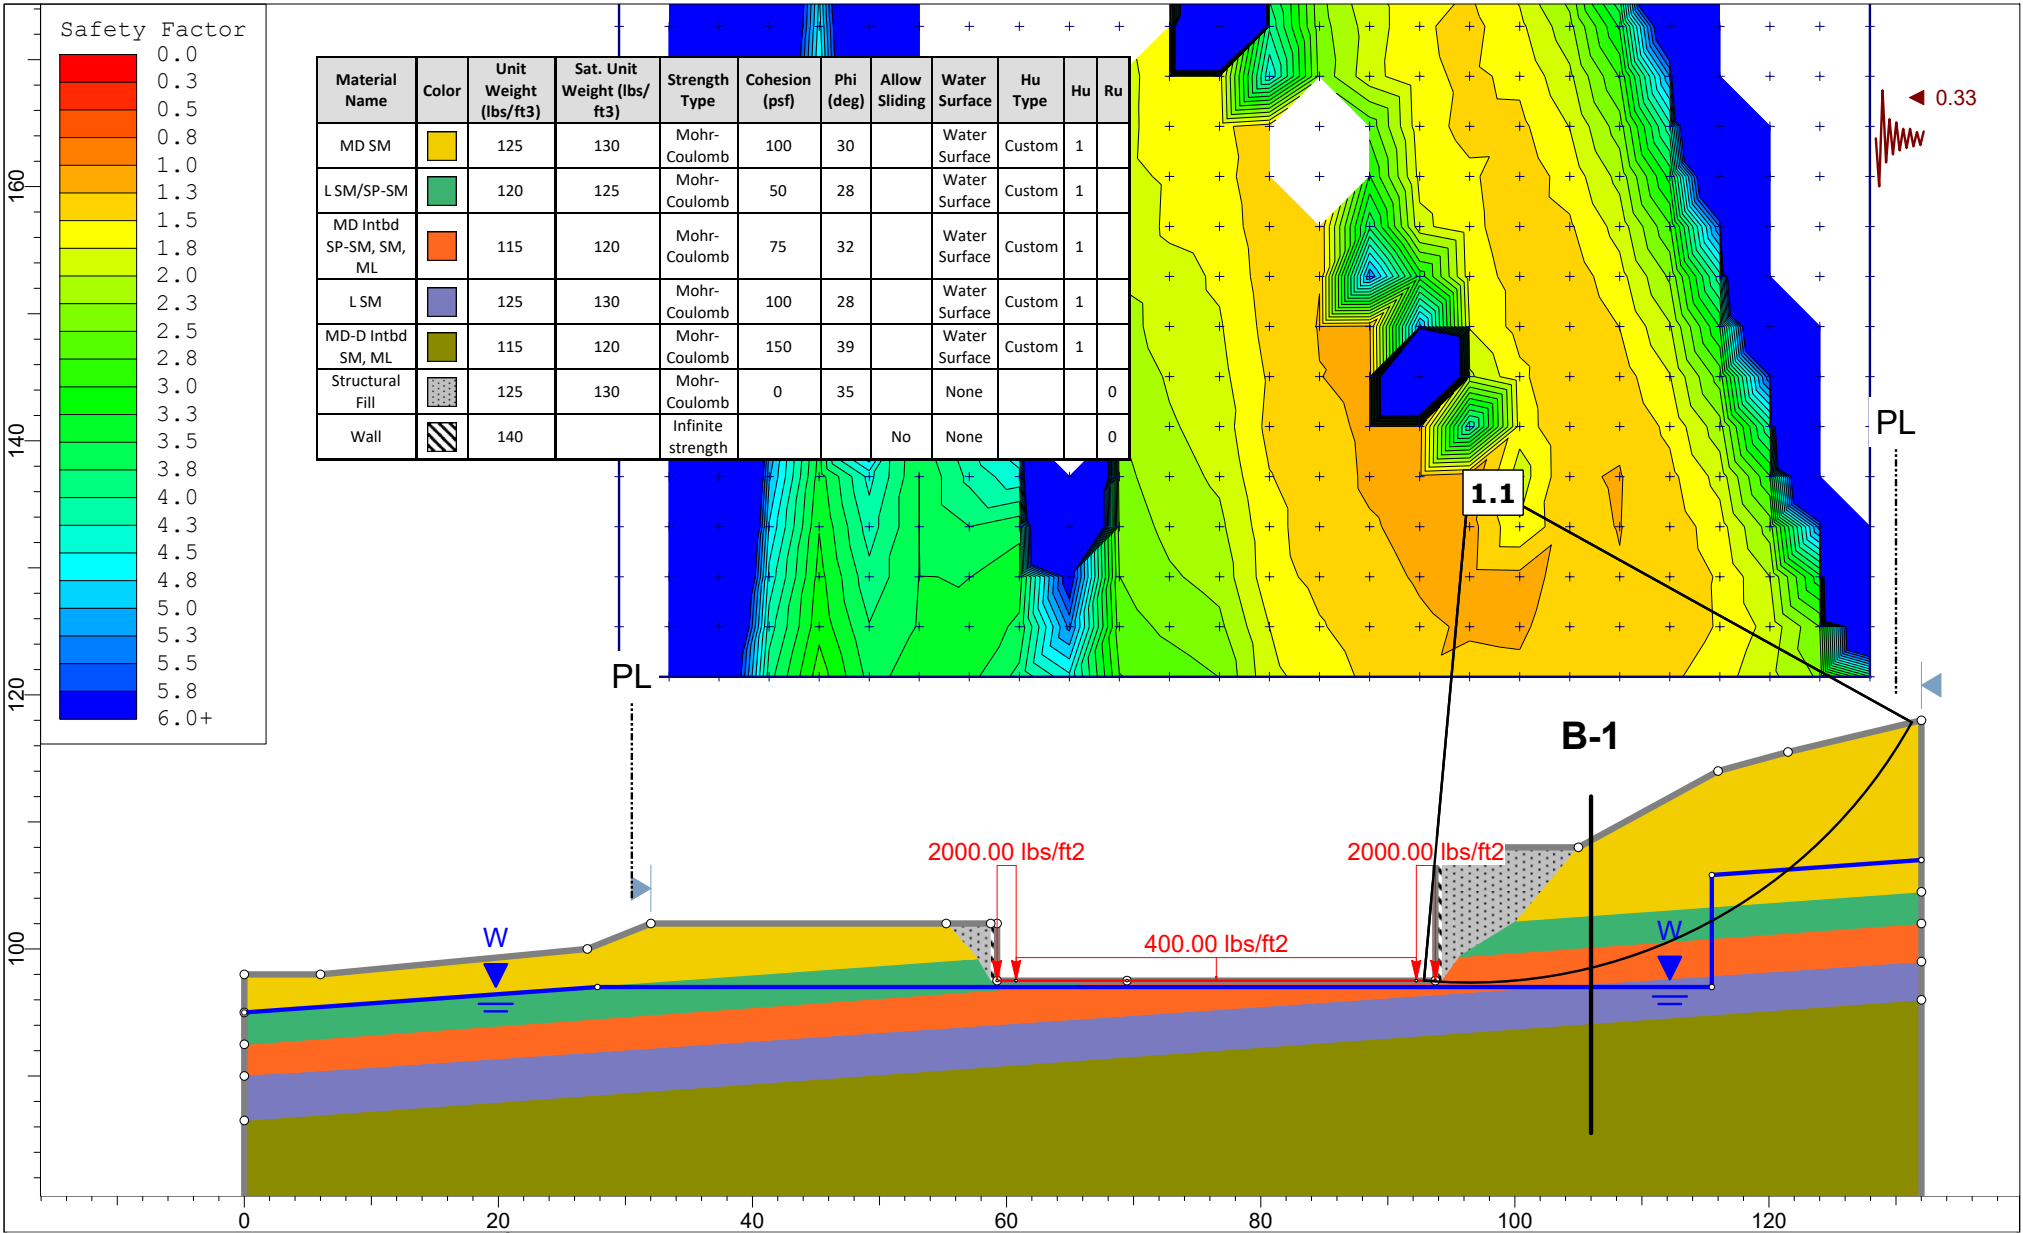 Safety Factor
0.0
0.3
0.5
0.8
1.0
1.3
1.5
1.8
2.0
2.3
2.5
2.8
3.0
3.3
3.5
3.8
4.0
4.3
4.5
4.8
5.0
5.3
5.5
5.8
6.0+
Material Name Color Unit Weight (lbs/ft3) Sat. Unit Weight (lbs/ft3) Strength Type Cohesion (psf) Phi (deg) Allow Sliding Water Surface Hu Type Hu Ru
MD SM 125 130 Mohr-Coulomb 100 30 Water Surface Custom 1
L SM/SP-SM 120 125 Mohr-Coulomb 50 28 Water Surface Custom 1
MD Intbd SP-SM, SM, ML 115 120 Mohr-Coulomb 75 32 Water Surface Custom 1
L SM 125 130 Mohr-Coulomb 100 28 Water Surface Custom 1
MD-D Intbd SM, ML 115 120 Mohr-Coulomb 150 39 Water Surface Custom 1
Structural Fill 125 130 Mohr-Coulomb 0 35 None 0
Wall 140 Infinite strength No None 0
0.33
PL
1.1
PL
B-1
2000.00 lbs/ft2
2000.00 lbs/ft2
400.00 lbs/ft2
W
W
160
140
120
100
0 20 40 60 80 100 120